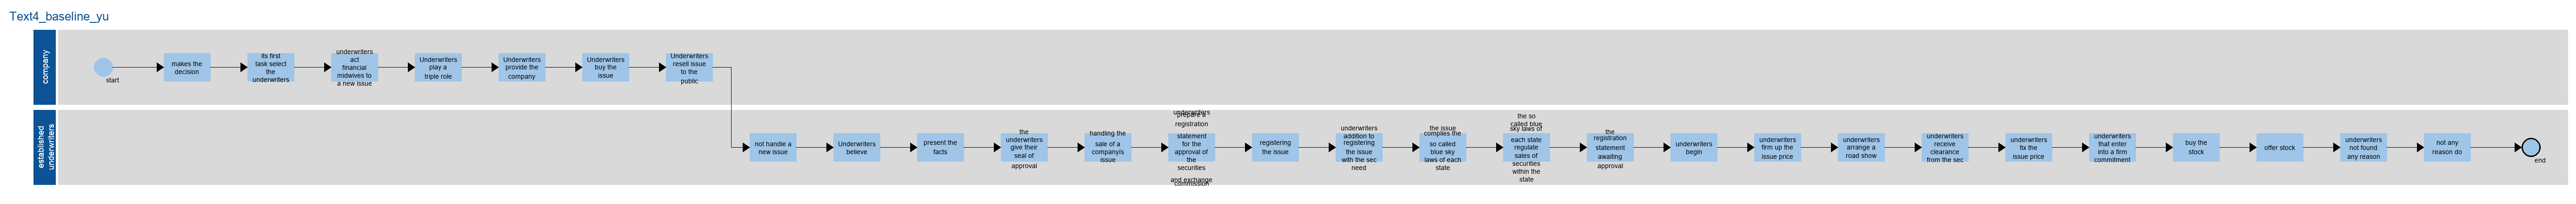 Text4_baseline_yu
company
start
makes the
decision
its first
task select
the
underwriters
underwriters
act
financial
midwives to
a new issue
Underwriters
play a
triple role
Underwriters
provide the
company
Underwriters
buy the
issue
Underwriters
resell issue
to the
public
established
underwriters
not handle a
new issue
Underwriters
believe
present the
facts
the
underwriters
give their
seal of
approval
handling the
sale of a
companyïs
issue
underwriters
prepare a
registration
statement
for the
approval of
the
securities
and exchange
commission
registering
the issue
underwriters
addition to
registering
the issue
with the sec
need
the issue
complies the
so called
blue sky
laws of each
state
the so
called blue
sky laws of
each state
regulate
sales of
securities
within the
state
the
registration
statement
awaiting
approval
underwriters
begin
underwriters
firm up the
issue price
underwriters
arrange a
road show
underwriters
receive
clearance
from the sec
underwriters
fix the
issue price
underwriters
that enter
into a firm
commitment
buy the
stock
offer stock
underwriters
not found
any reason
not any
reason do
end